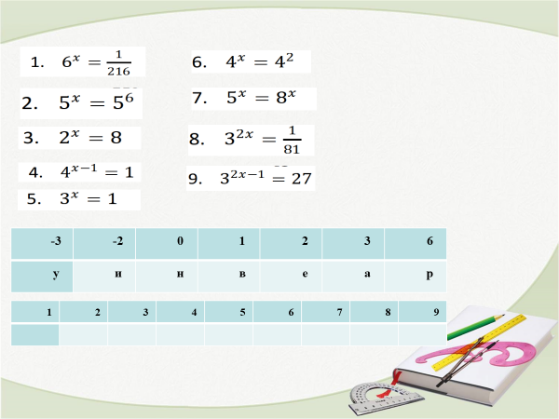 1. 6^x = 1/216
2. 5^x = 5^6
3. 2^x = 8
4. 4^{x−1} = 1
5. 3^x = 1
6. 4^x = 4^2
7. 5^x = 8^x
8. 3^{2x} = 1/81
9. 3^{2x−1} = 27
-3 -2 0 1 2 3 6
у и н в е а р
1 2 3 4 5 6 7 8 9